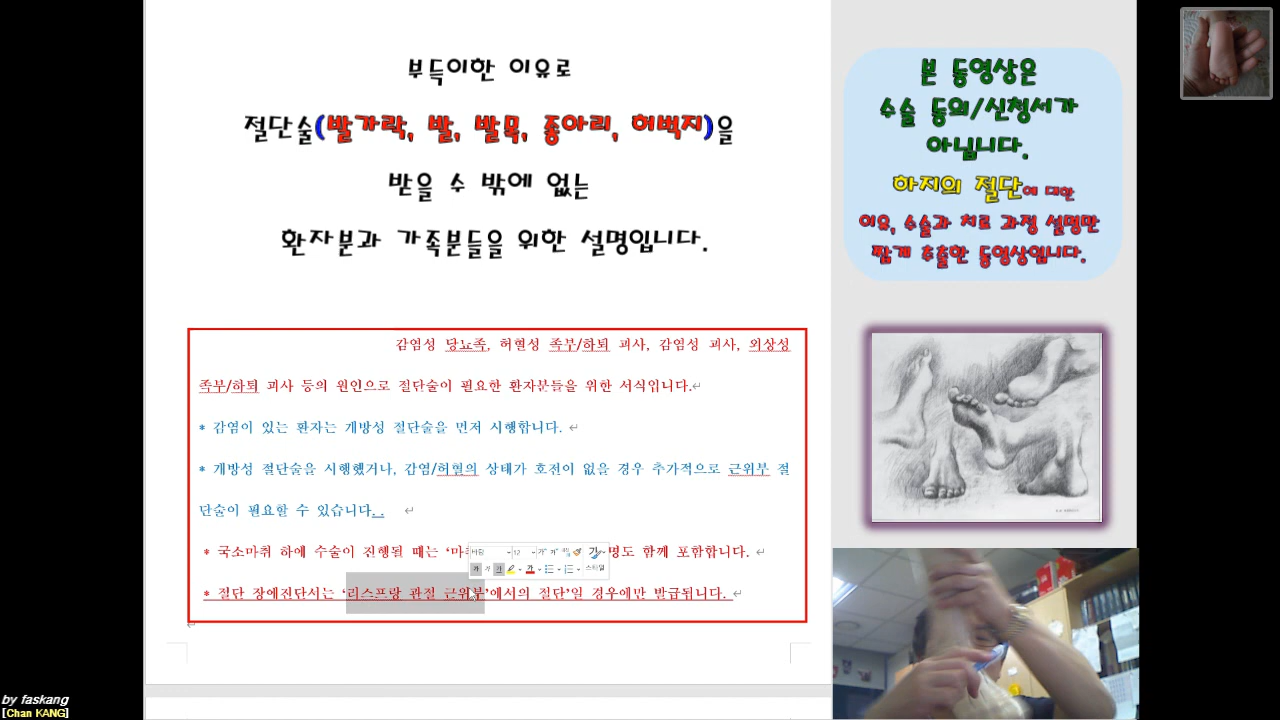 부득이한 이유로
절단술(발가락, 발, 발목, 종아리, 허벅지)을
받을 수 밖에 없는
환자분과 가족분들을 위한 설명입니다.
감염성 당뇨족, 허혈성 족부/하퇴 괴사, 감염성 괴사, 외상성
족부/하퇴 괴사 등의 원인으로 절단술이 필요한 환자분들을 위한 서식입니다.
* 감염이 있는 환자는 개방성 절단술을 먼저 시행합니다.
* 개방성 절단술을 시행했거나, 감염/허혈의 상태가 호전이 없을 경우 추가적으로 근위부 절
단술이 필요할 수 있습니다. .
* 국소마취 하에 수술이 진행될 때는 ‘마취 명도 함께 포함합니다.
* 절단 장애진단서는 ‘리스프랑 관절 근위부’에서의 절단’일 경우에만 발급됩니다.
바탕 12
스타일
본 동영상은
수술 동의/신청서가
아닙니다.
하지의 절단에 대한
이유, 수술과 치료 과정 설명만
짧게 추출한 동영상입니다.
by faskang
[Chan KANG]